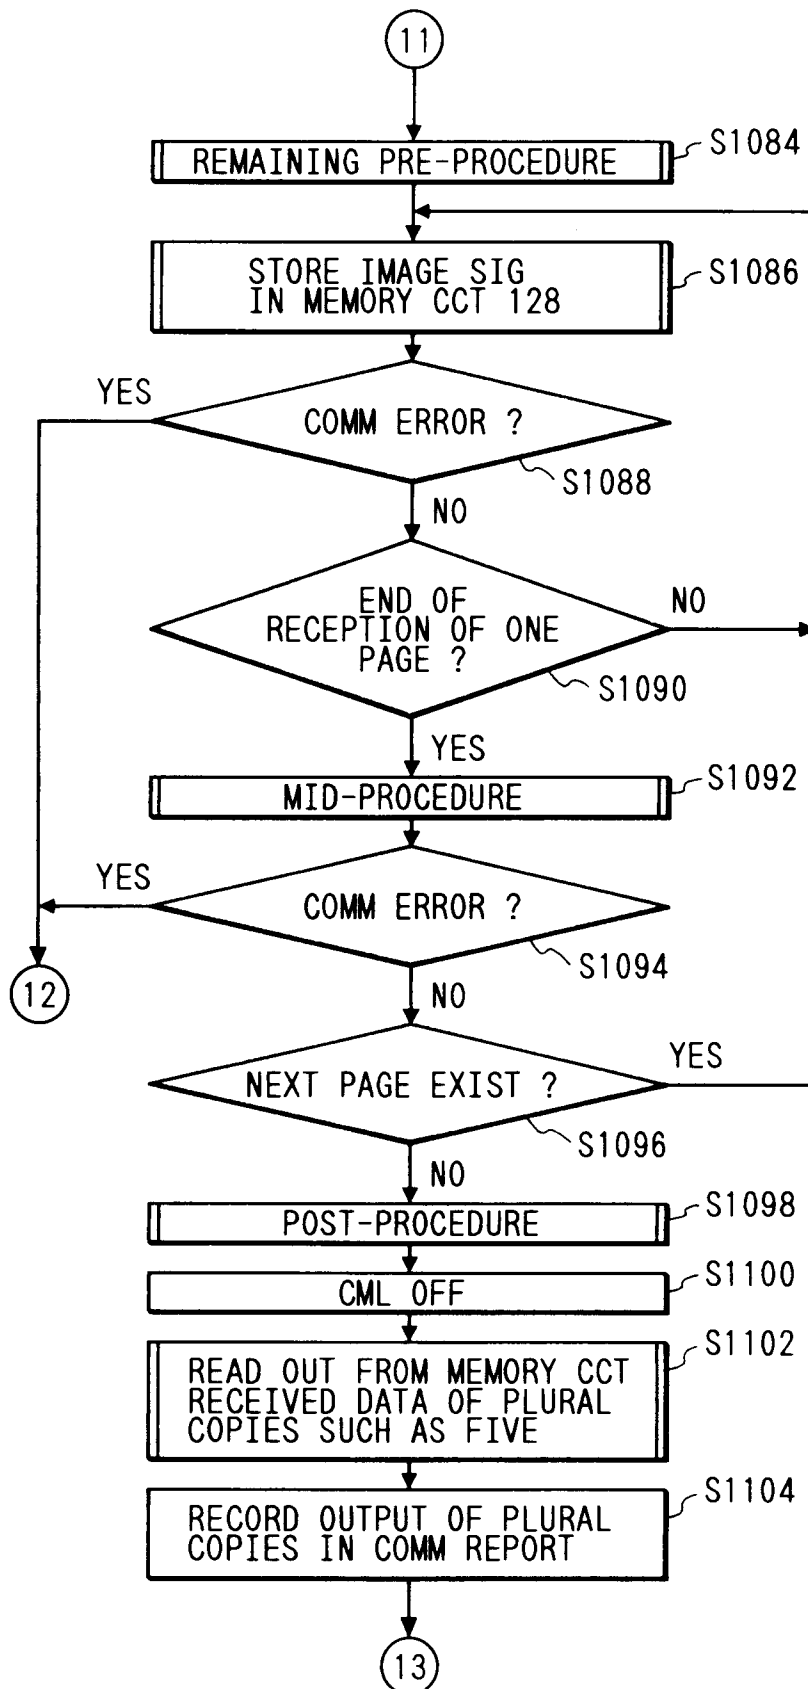 11
REMAINING PRE-PROCEDURE
S1084
STORE IMAGE SIG
IN MEMORY CCT 128
S1086
YES
COMM ERROR ?
S1088
NO
END OF
RECEPTION OF ONE
PAGE ?
NO
S1090
YES
MID-PROCEDURE
S1092
YES
COMM ERROR ?
S1094
12
NO
NEXT PAGE EXIST ?
YES
S1096
NO
POST-PROCEDURE
S1098
CML OFF
S1100
READ OUT FROM MEMORY CCT
RECEIVED DATA OF PLURAL
COPIES SUCH AS FIVE
S1102
RECORD OUTPUT OF PLURAL
COPIES IN COMM REPORT
S1104
13